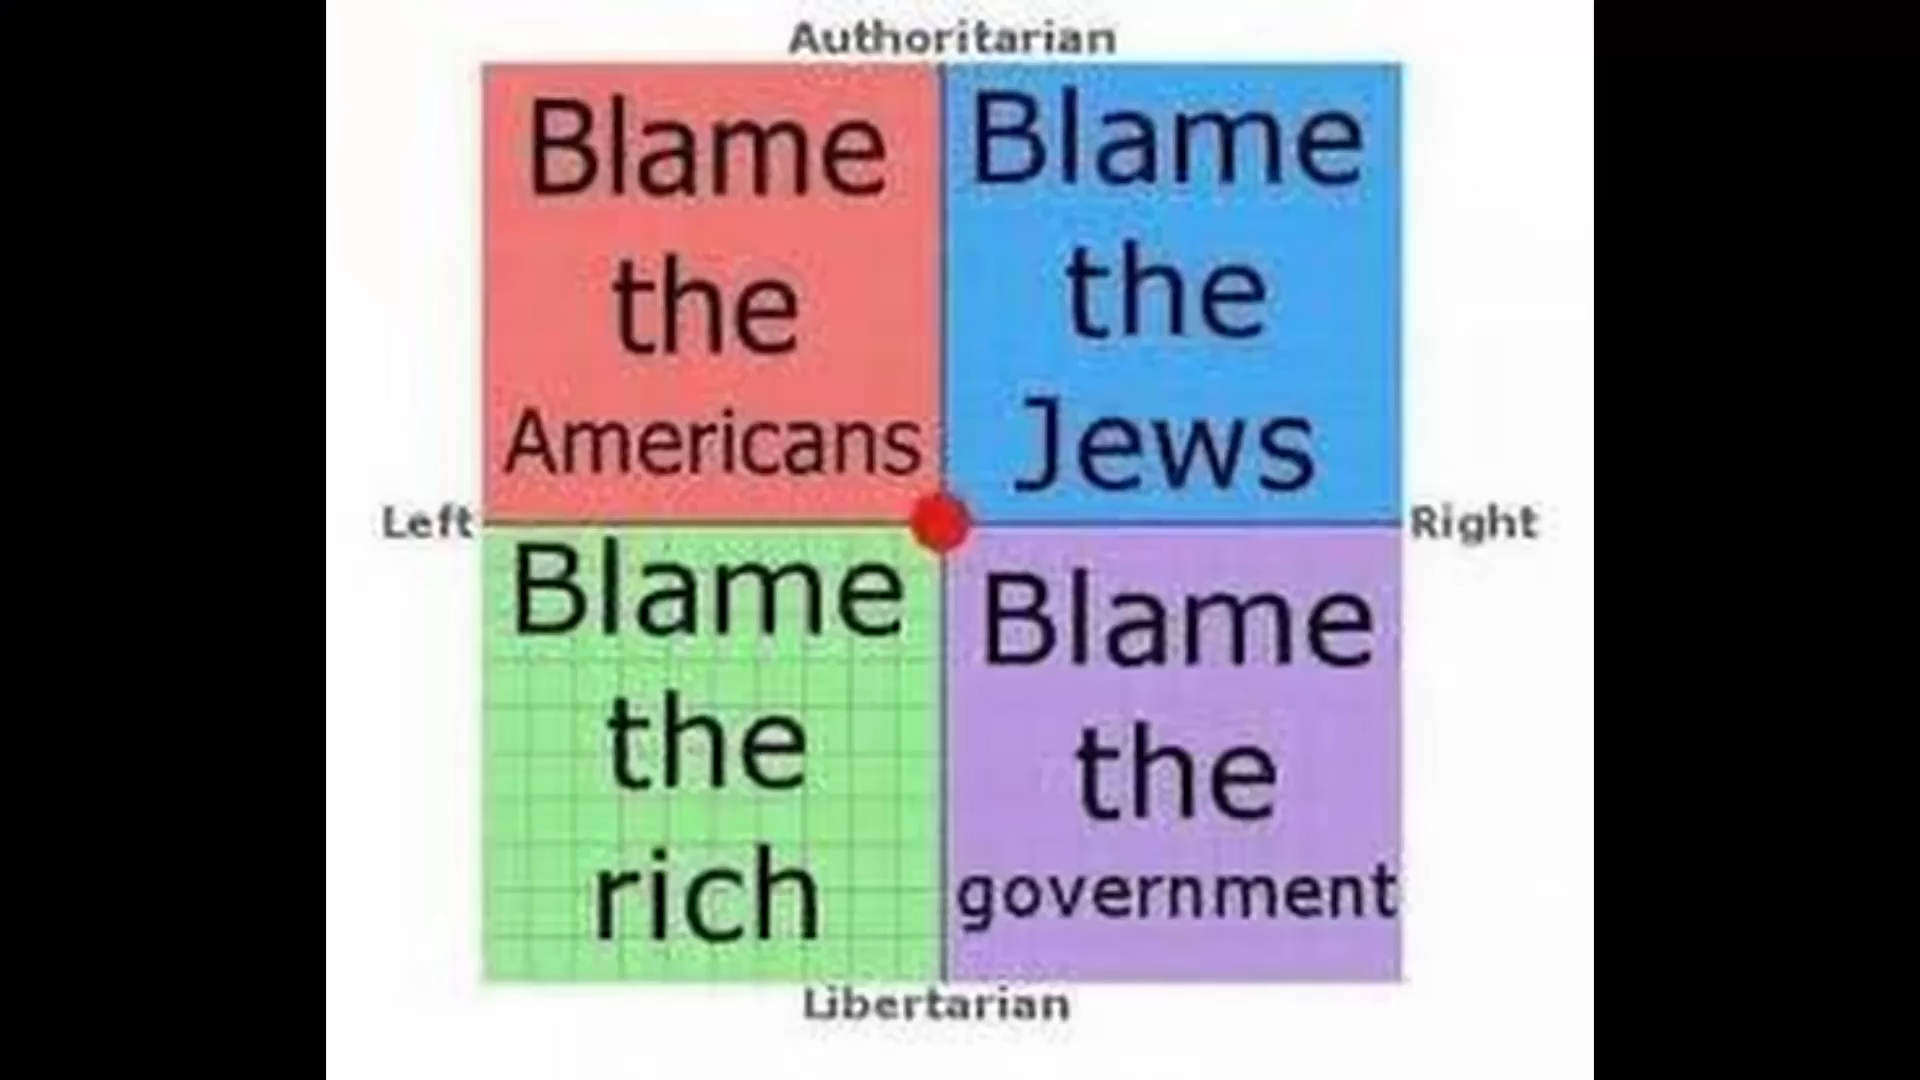 Authoritarian
Blame
the
Americans
Blame
the
Jews
Left
Right
Blame
the
rich
Blame
the
government
Libertarian